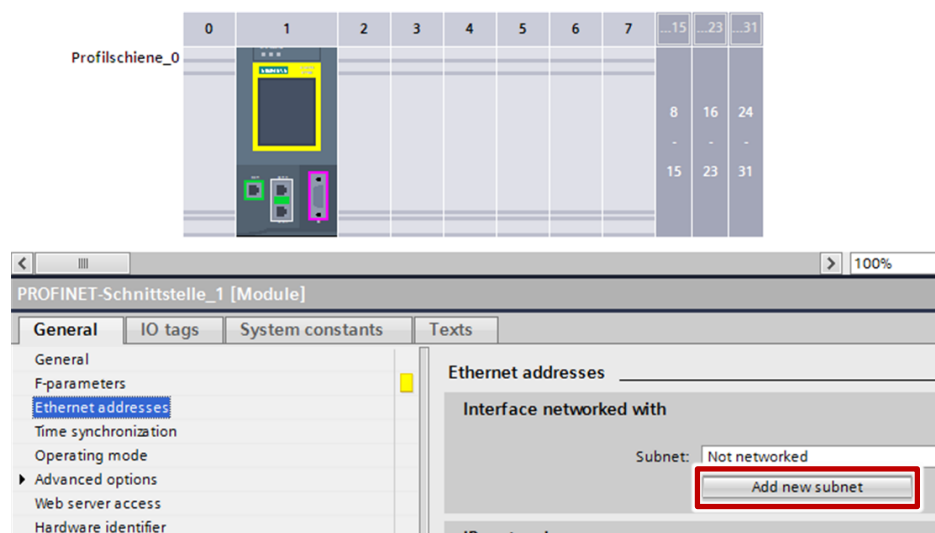 0 1 2 3 4 5 6 7 ...15 ...23 ...31
Profilschiene_0
SIEMENS
8 16 24
- - -
15 23 31
100%
PROFINET-Schnittstelle_1 [Module]
General IO tags System constants Texts
General
F-parameters
Ethernet addresses
Time synchronization
Operating mode
Advanced options
Web server access
Hardware identifier
Ethernet addresses
Interface networked with
Subnet: Not networked
Add new subnet